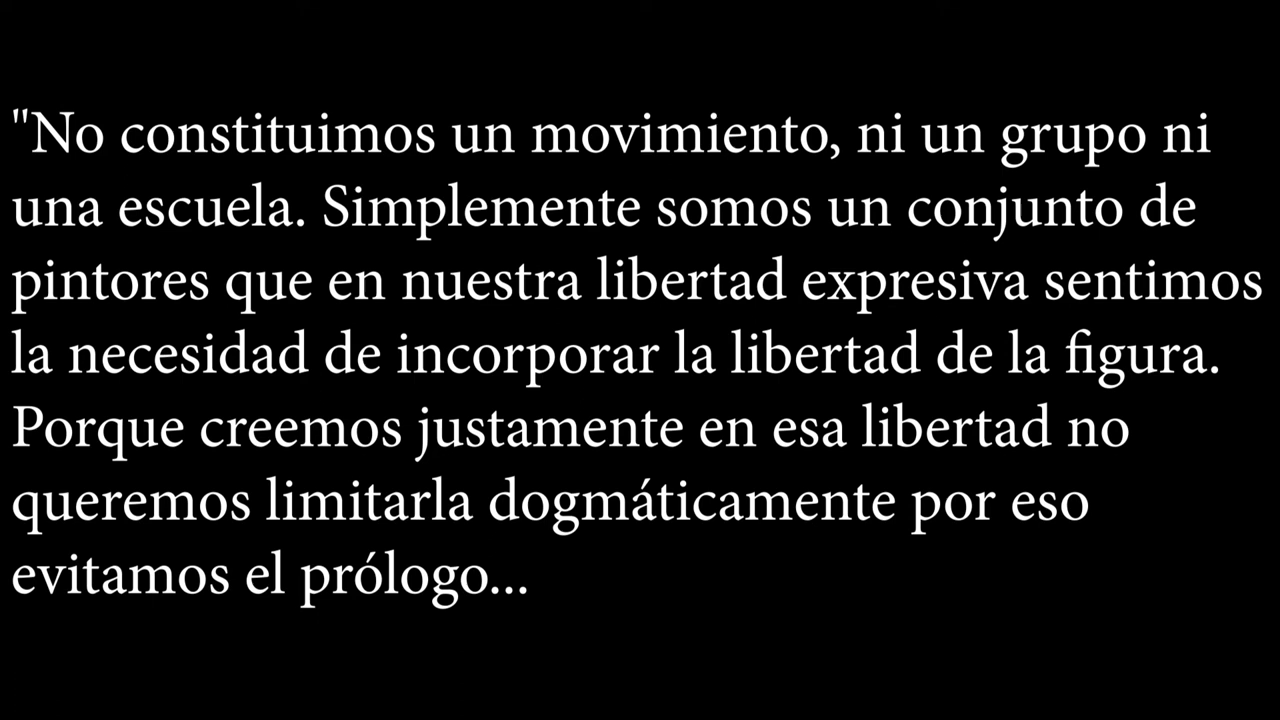 "No constituimos un movimiento, ni un grupo ni
una escuela. Simplemente somos un conjunto de
pintores que en nuestra libertad expresiva sentimos
la necesidad de incorporar la libertad de la figura.
Porque creemos justamente en esa libertad no
queremos limitarla dogmáticamente por eso
evitamos el prólogo...